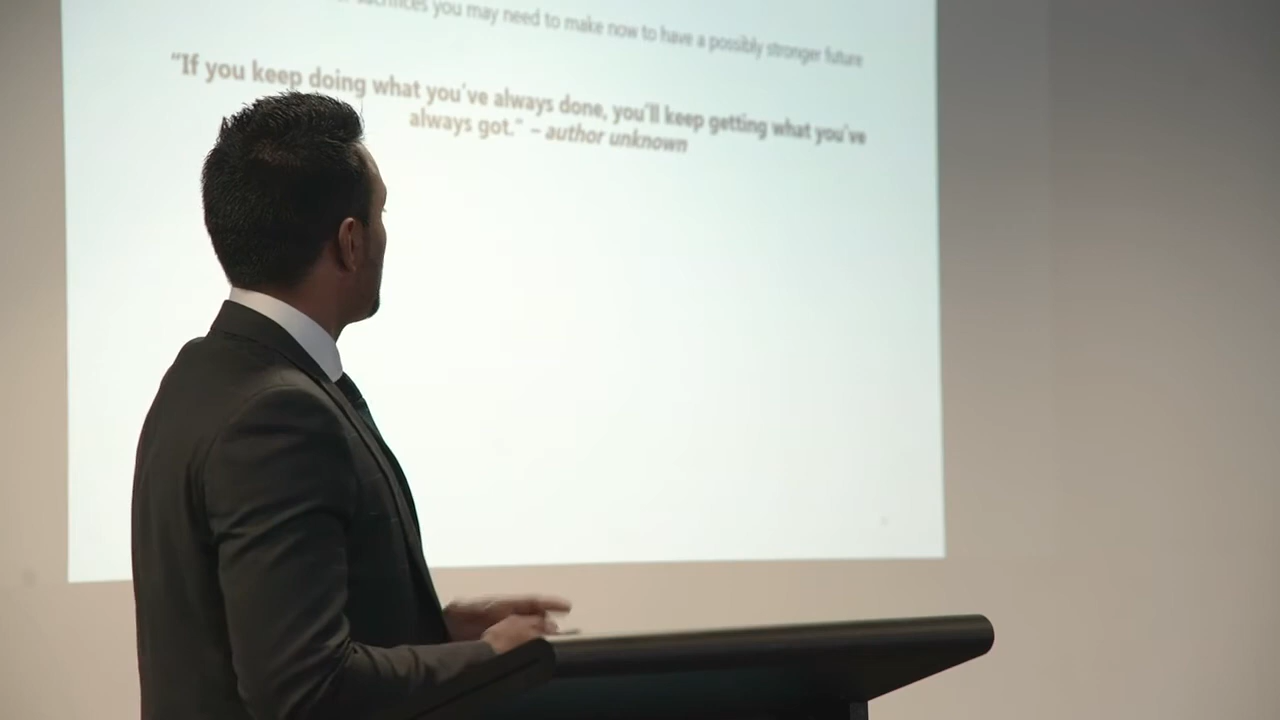 sacrifices you may need to make now to have a possibly stronger future
“If you keep doing what you’ve always done, you’ll keep getting what you’ve
always got.” – author unknown